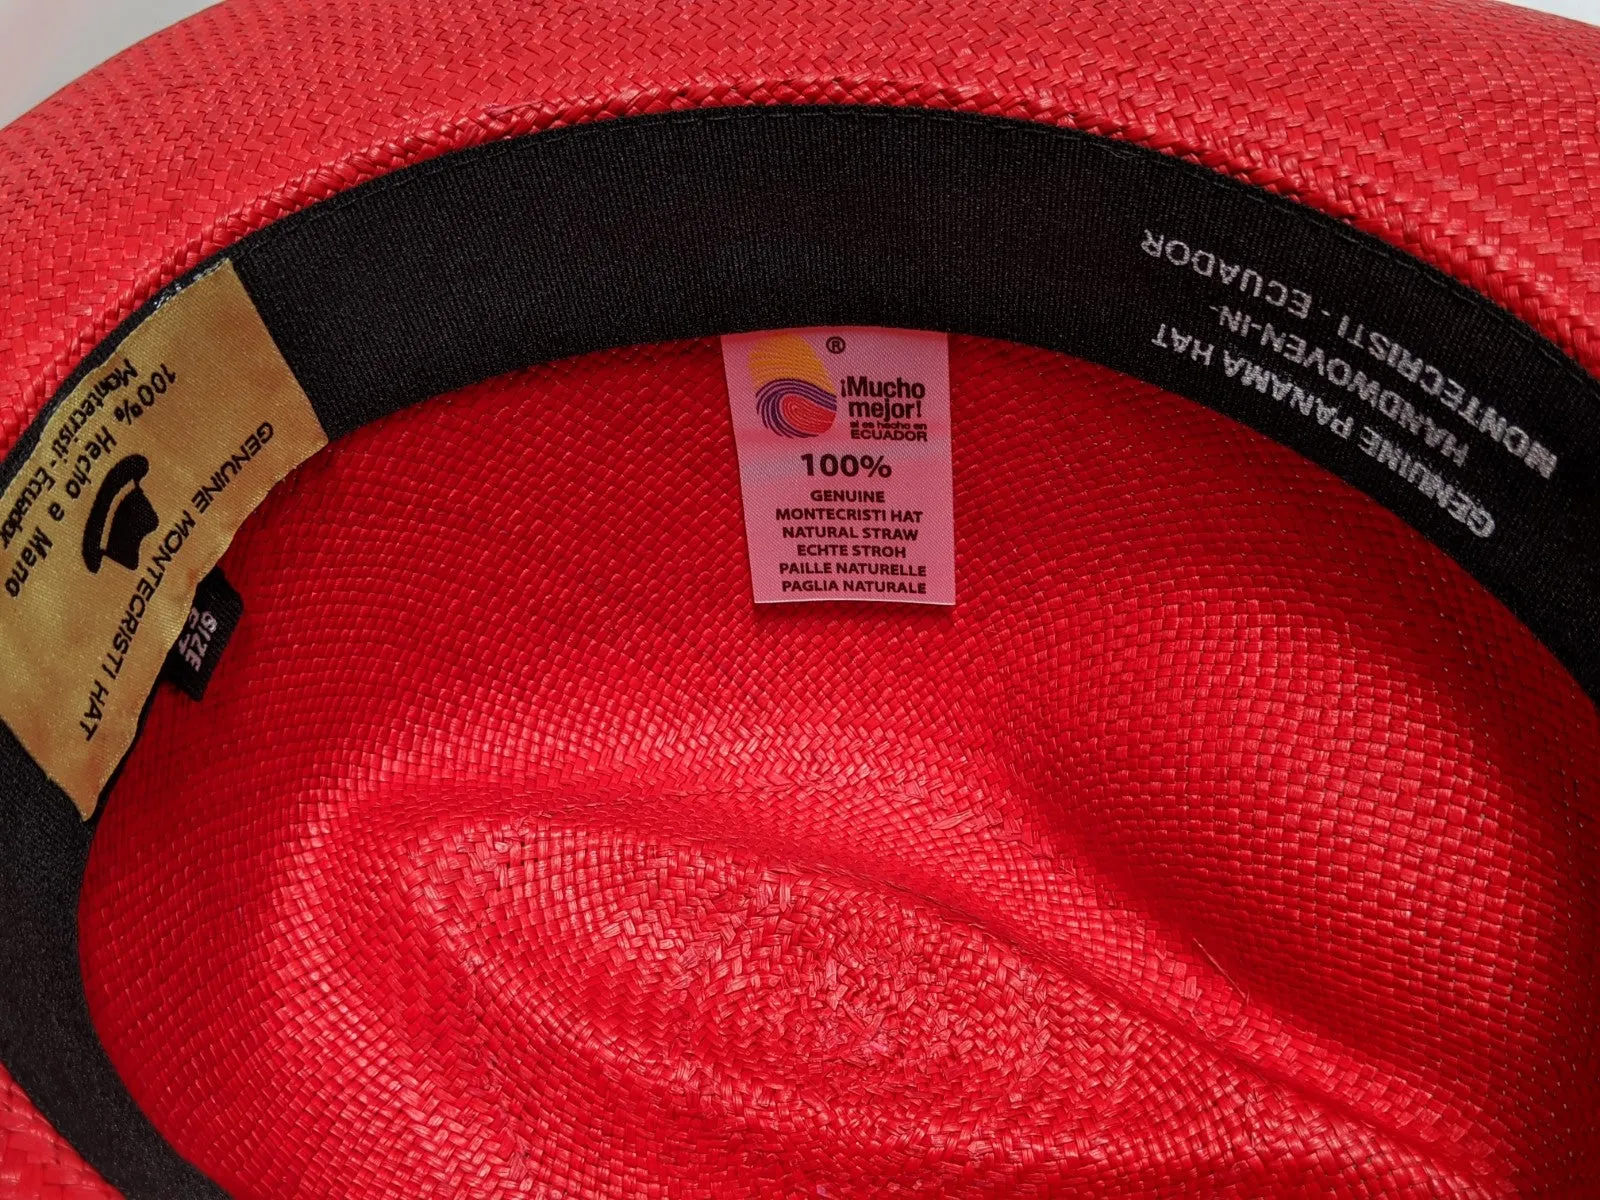 GENUINE MONTECRISTI HAT
100% Hecho a Mano
Montecristi - Ecuador
SIZE
®
¡Mucho
mejor!
si es hecho en
ECUADOR
100%
GENUINE
MONTECRISTI HAT
NATURAL STRAW
ECHTE STROH
PAILLE NATURELLE
PAGLIA NATURALE
GENUINE PANAMA HAT
HANDWOVEN-IN-
MONTECRISTI - ECUADOR